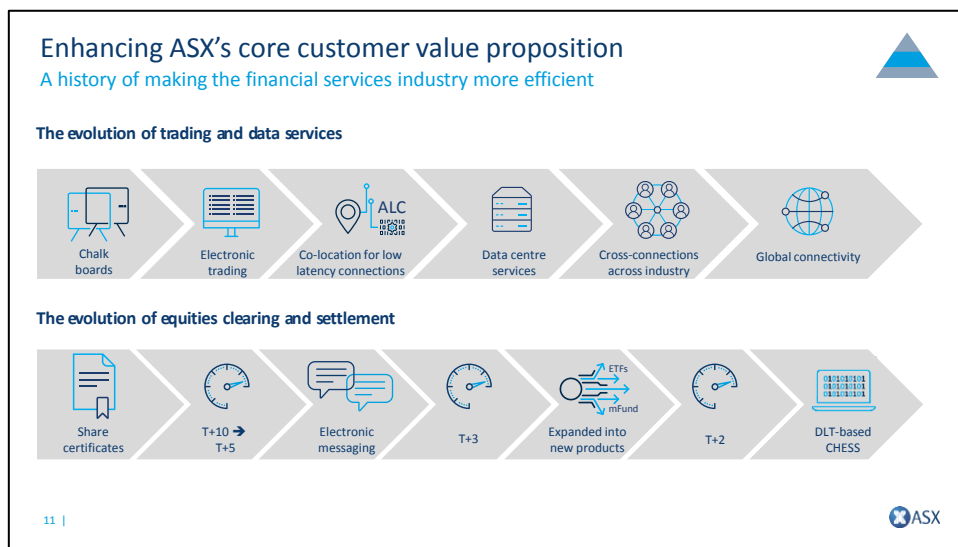 Enhancing ASX's core customer value proposition
A history of making the financial services industry more efficient
The evolution of trading and data services
Chalk
boards
Electronic
trading
ALC
Co-location for low
latency connections
Data centre
services
Cross-connections
across industry
Global connectivity
The evolution of equities clearing and settlement
Share
certificates
T+10 ➔
T+5
Electronic
messaging
T+3
ETFs
mFund
Expanded into
new products
T+2
0101010101
0101010101
0101010101
DLT-based
CHESS
11 |
ASX